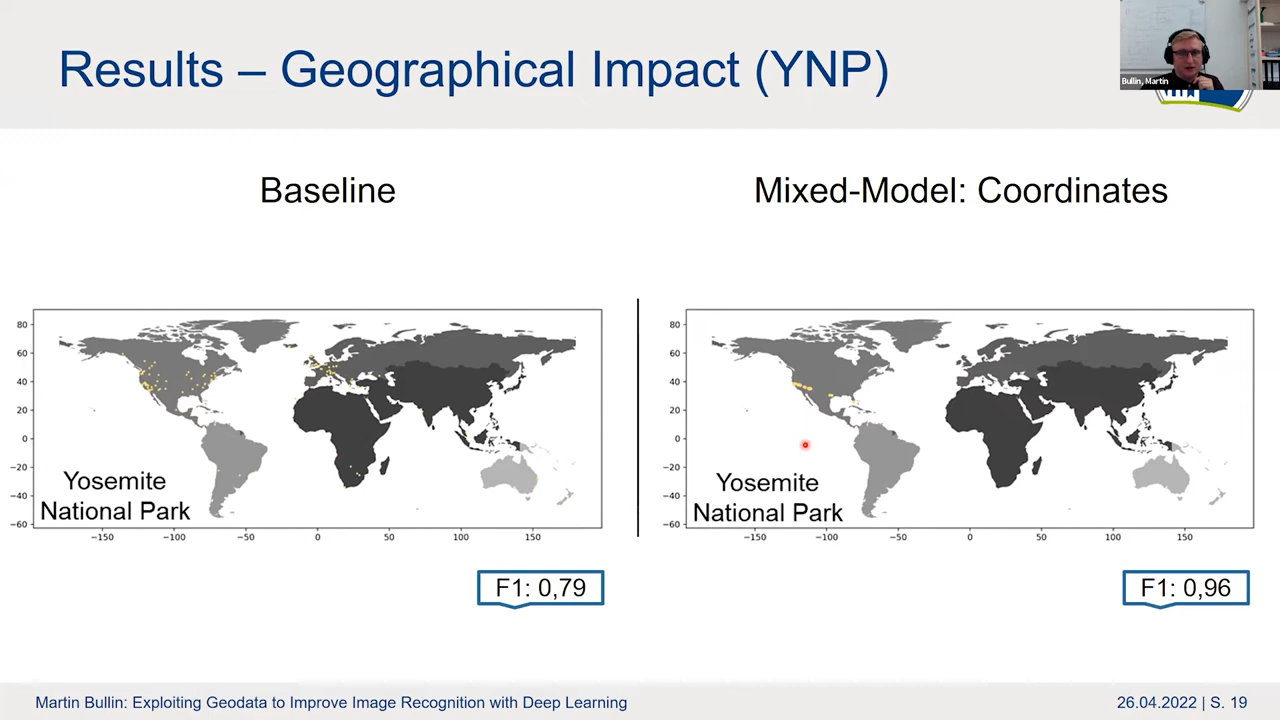 Results – Geographical Impact (YNP)
Bullin, Martin
Baseline
Mixed-Model: Coordinates
80
60
40
20
0
−20
−40
−60
−150
−100
−50
0
50
100
150
Yosemite
National Park
80
60
40
20
0
−20
−40
−60
−150
−100
−50
0
50
100
150
Yosemite
National Park
F1: 0,79
F1: 0,96
Martin Bullin: Exploiting Geodata to Improve Image Recognition with Deep Learning
26.04.2022 | S. 19